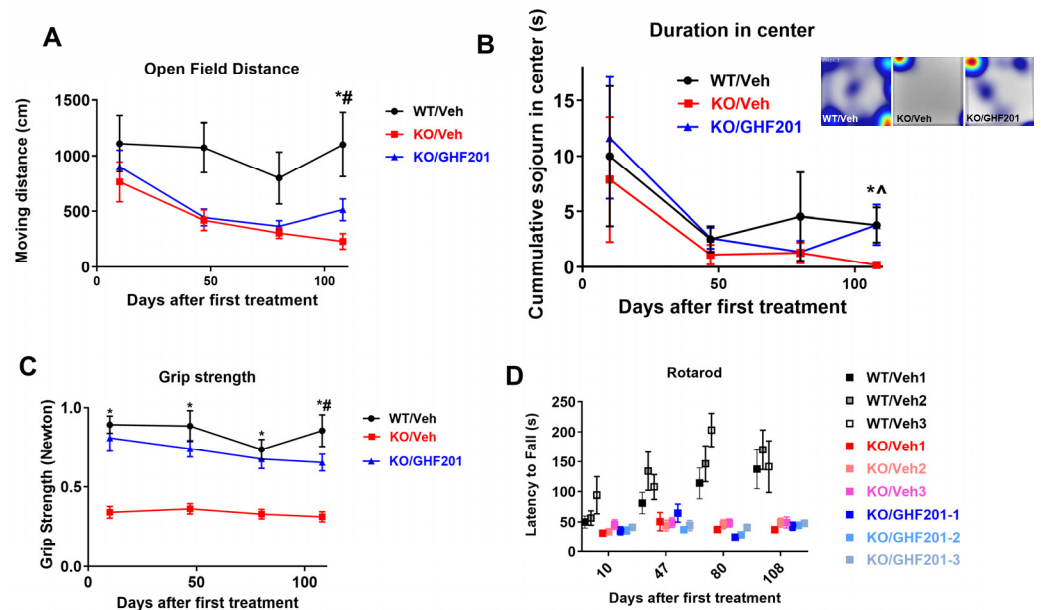 A
Open Field Distance
Moving distance (cm)
1500
1000
500
0
0 50 100
Days after first treatment
*#
WT/Veh
KO/Veh
KO/GHF201
B
Duration in center
Cummulative sojourn in center (s)
15
10
5
0
0 50 100
Days after first treatment
WT/Veh
KO/Veh
KO/GHF201
*^
WT/Veh KO/Veh KO/GHF201
C
Grip strength
Grip Strength (Newton)
1.0
0.5
0.0
0 50 100
Days after first treatment
* * * *#
WT/Veh
KO/Veh
KO/GHF201
D
Rotarod
Latency to Fall (s)
250
200
150
100
50
0
10 47 80 108
Days after first treatment
WT/Veh1
WT/Veh2
WT/Veh3
KO/Veh1
KO/Veh2
KO/Veh3
KO/GHF201-1
KO/GHF201-2
KO/GHF201-3